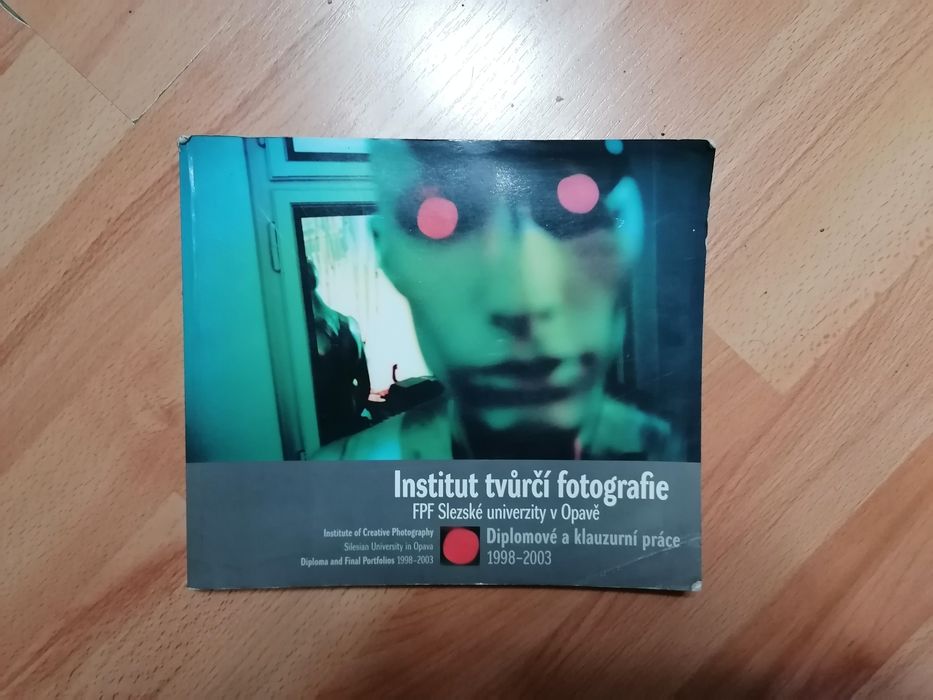 Institut tvůrčí fotografie
FPF Slezské univerzity v Opavě
Institute of Creative Photography
Silesian University in Opava
Diploma and Final Portfolios 1998–2003
Diplomové a klauzurní práce
1998–2003